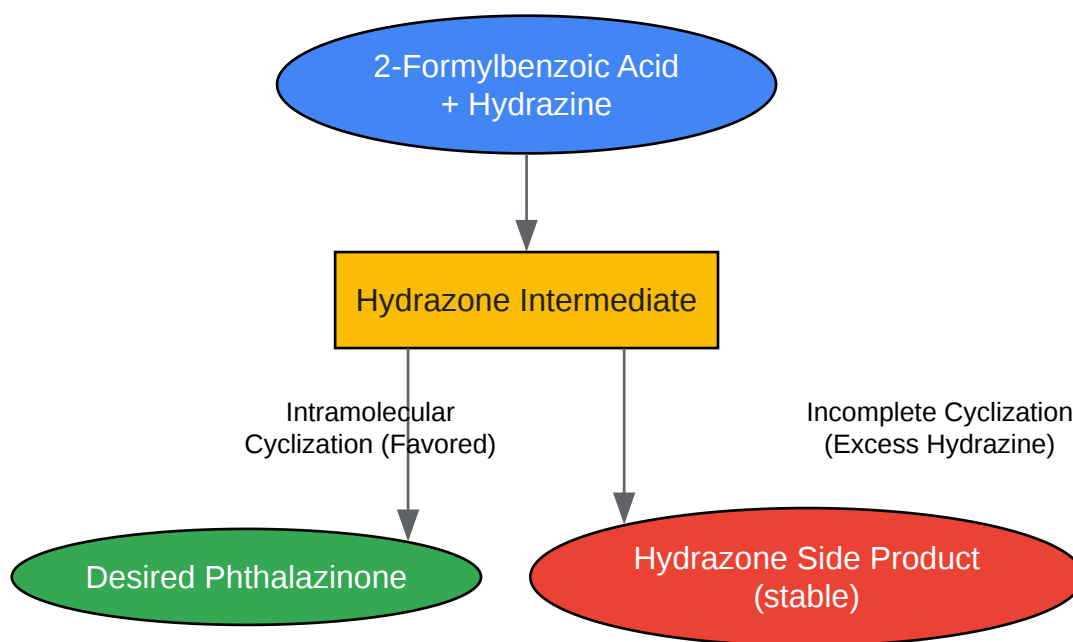 2-Formylbenzoic Acid
+ Hydrazine
Hydrazone Intermediate
Intramolecular
Cyclization (Favored)
Incomplete Cyclization
(Excess Hydrazine)
Desired Phthalazinone
Hydrazone Side Product
(stable)